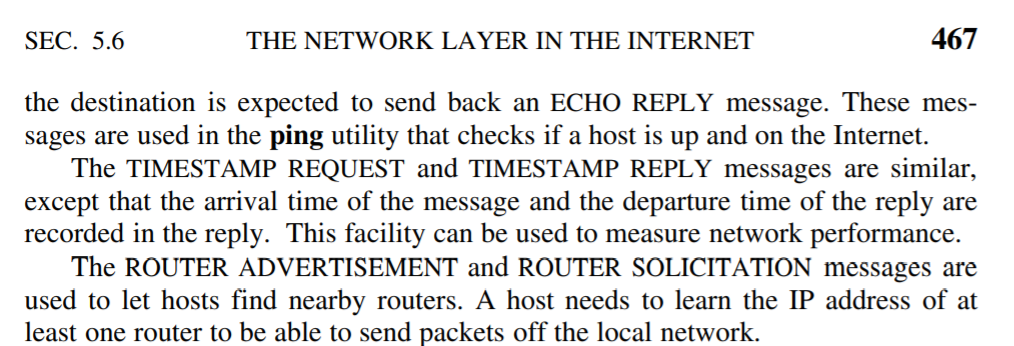 SEC. 5.6 THE NETWORK LAYER IN THE INTERNET 467
the destination is expected to send back an ECHO REPLY message. These mes-
sages are used in the ping utility that checks if a host is up and on the Internet.
The TIMESTAMP REQUEST and TIMESTAMP REPLY messages are similar,
except that the arrival time of the message and the departure time of the reply are
recorded in the reply. This facility can be used to measure network performance.
The ROUTER ADVERTISEMENT and ROUTER SOLICITATION messages are
used to let hosts find nearby routers. A host needs to learn the IP address of at
least one router to be able to send packets off the local network.